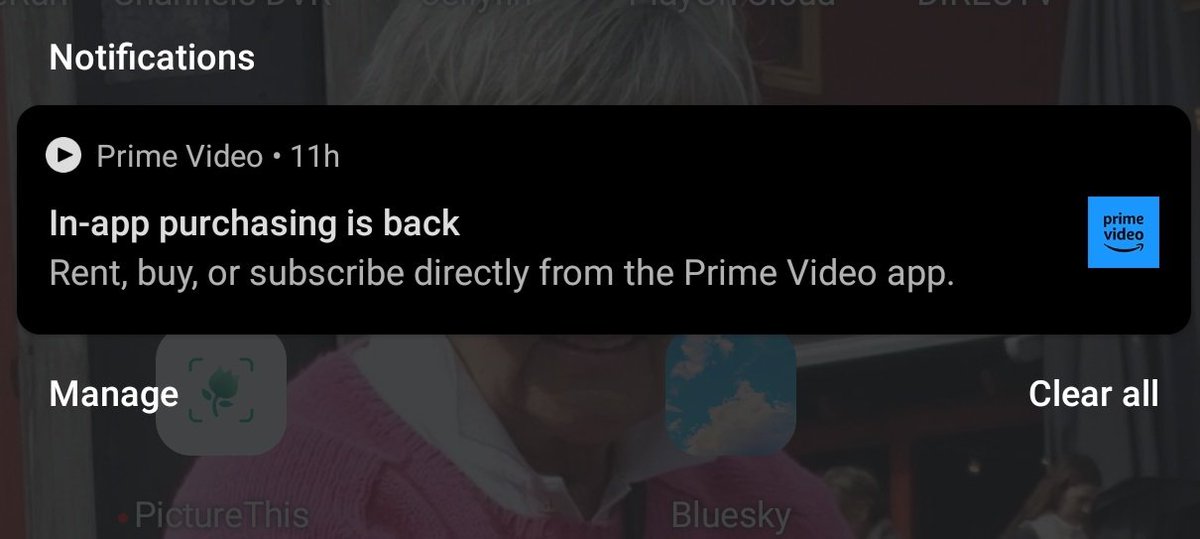 Channels DVR
PlayOn Cloud
DIRECTV
Notifications
Prime Video • 11h
In-app purchasing is back
Rent, buy, or subscribe directly from the Prime Video app.
prime
video
Manage
Clear all
PictureThis
Bluesky